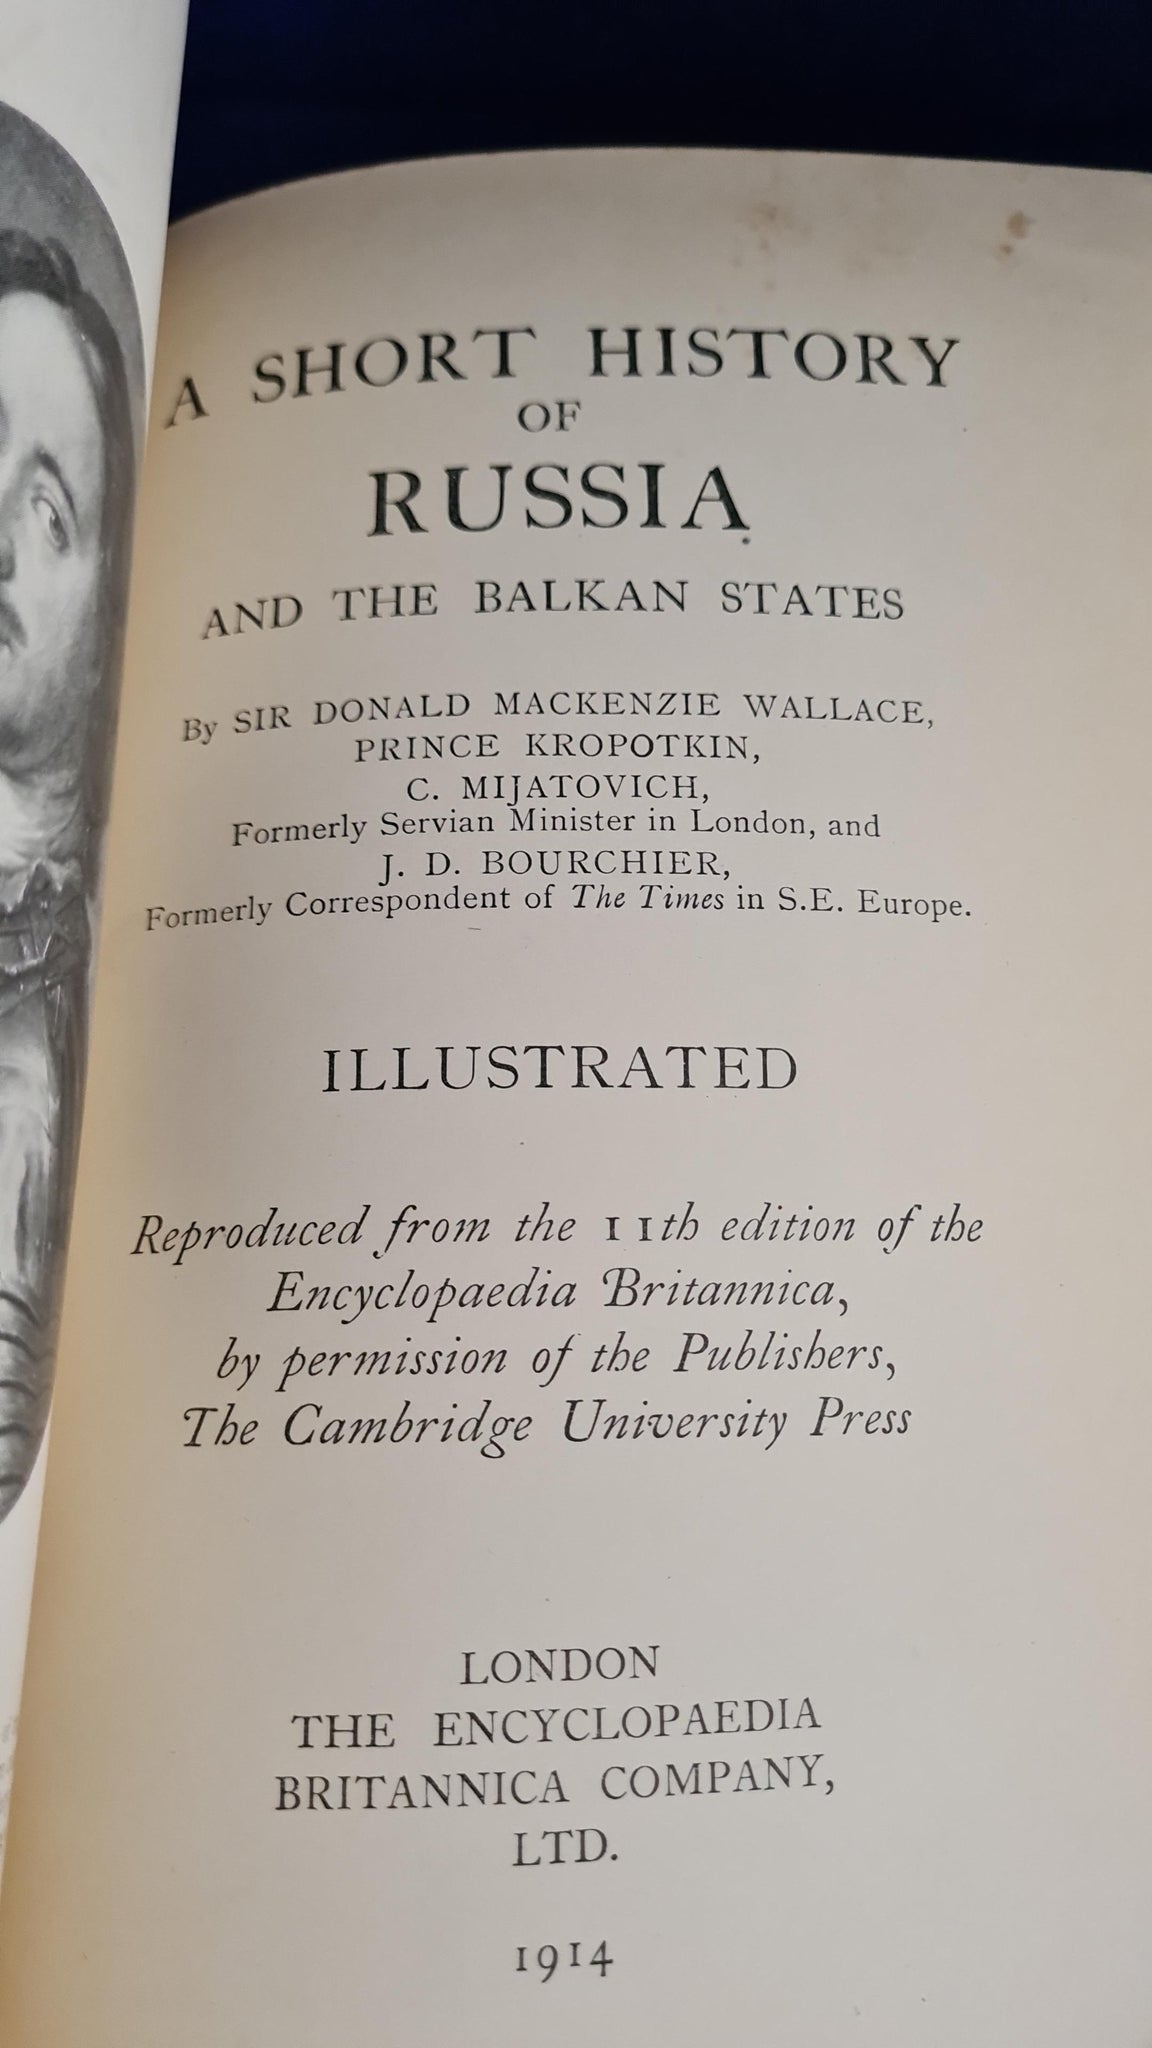 A SHORT HISTORY
OF
RUSSIA
AND THE BALKAN STATES
By SIR DONALD MACKENZIE WALLACE,
PRINCE KROPOTKIN,
C. MIJATOVICH,
Formerly Servian Minister in London, and
J. D. BOURCHIER,
Formerly Correspondent of The Times in S.E. Europe.
ILLUSTRATED
Reproduced from the 11th edition of the
Encyclopaedia Britannica,
by permission of the Publishers,
The Cambridge University Press
LONDON
THE ENCYCLOPAEDIA
BRITANNICA COMPANY,
LTD.
1914